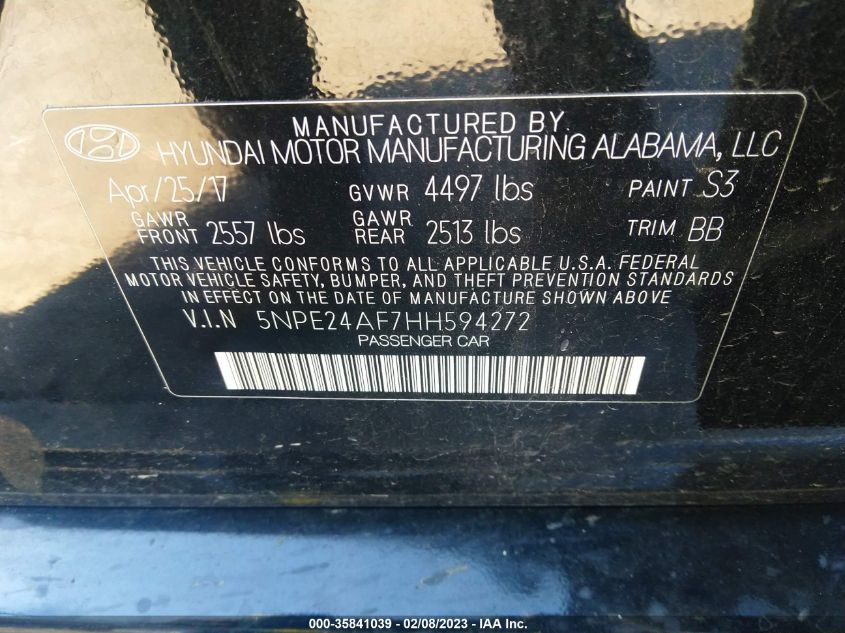 MANUFACTURED BY
HYUNDAI MOTOR MANUFACTURING ALABAMA, LLC
Apr/25/17 GVWR 4497 lbs PAINT S3
GAWR FRONT 2557 lbs GAWR REAR 2513 lbs TRIM BB
THIS VEHICLE CONFORMS TO ALL APPLICABLE U.S.A. FEDERAL
MOTOR VEHICLE SAFETY, BUMPER, AND THEFT PREVENTION STANDARDS
IN EFFECT ON THE DATE OF MANUFACTURE SHOWN ABOVE
V.I.N 5NPE24AF7HH594272
PASSENGER CAR
000-35841039 - 02/08/2023 - IAA Inc.